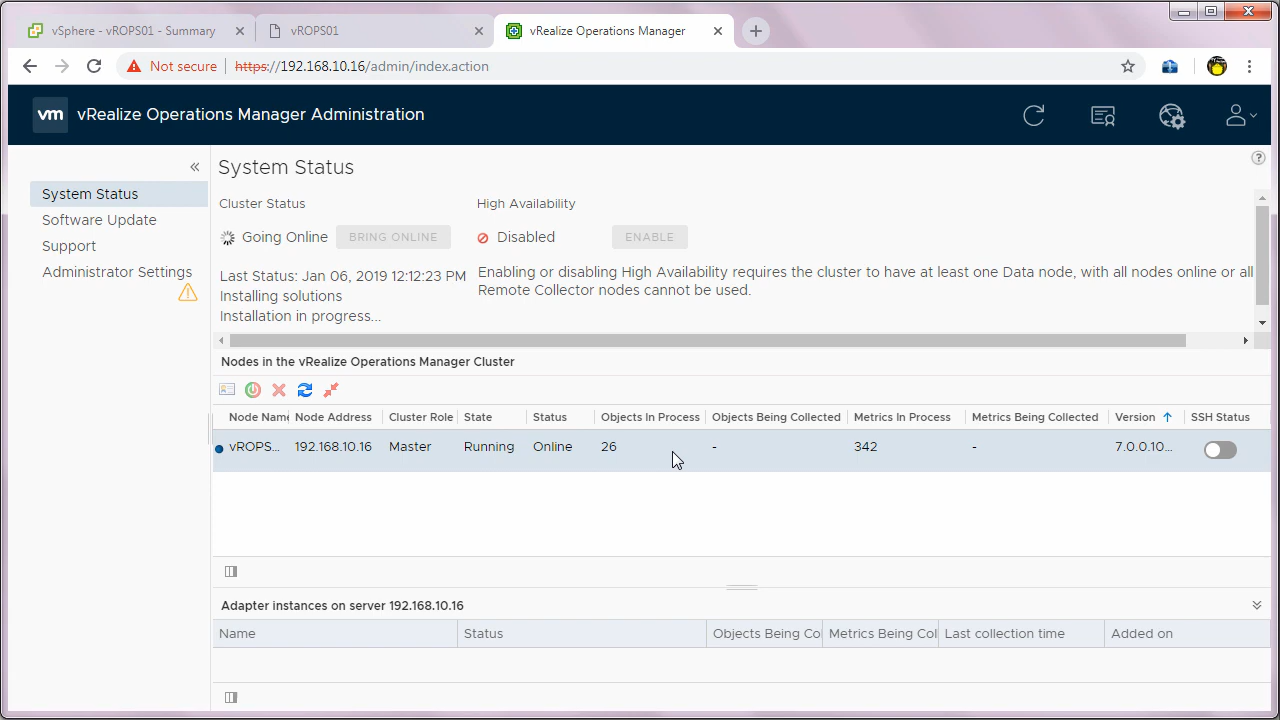 vSphere - vROPS01 - Summary
vROPS01
vRealize Operations Manager
Not secure
https://192.168.10.16/admin/index.action
vm
vRealize Operations Manager Administration
System Status
Software Update
Support
Administrator Settings
System Status
Cluster Status
High Availability
Going Online
BRING ONLINE
Disabled
ENABLE
Last Status: Jan 06, 2019 12:12:23 PM
Installing solutions
Installation in progress...
Enabling or disabling High Availability requires the cluster to have at least one Data node, with all nodes online or all
Remote Collector nodes cannot be used.
Nodes in the vRealize Operations Manager Cluster
Node Name Node Address Cluster Role State Status Objects In Process Objects Being Collected Metrics In Process Metrics Being Collected Version SSH Status
vROPS... 192.168.10.16 Master Running Online 26 - 342 - 7.0.0.10...
Adapter instances on server 192.168.10.16
Name Status Objects Being Co Metrics Being Col Last collection time Added on